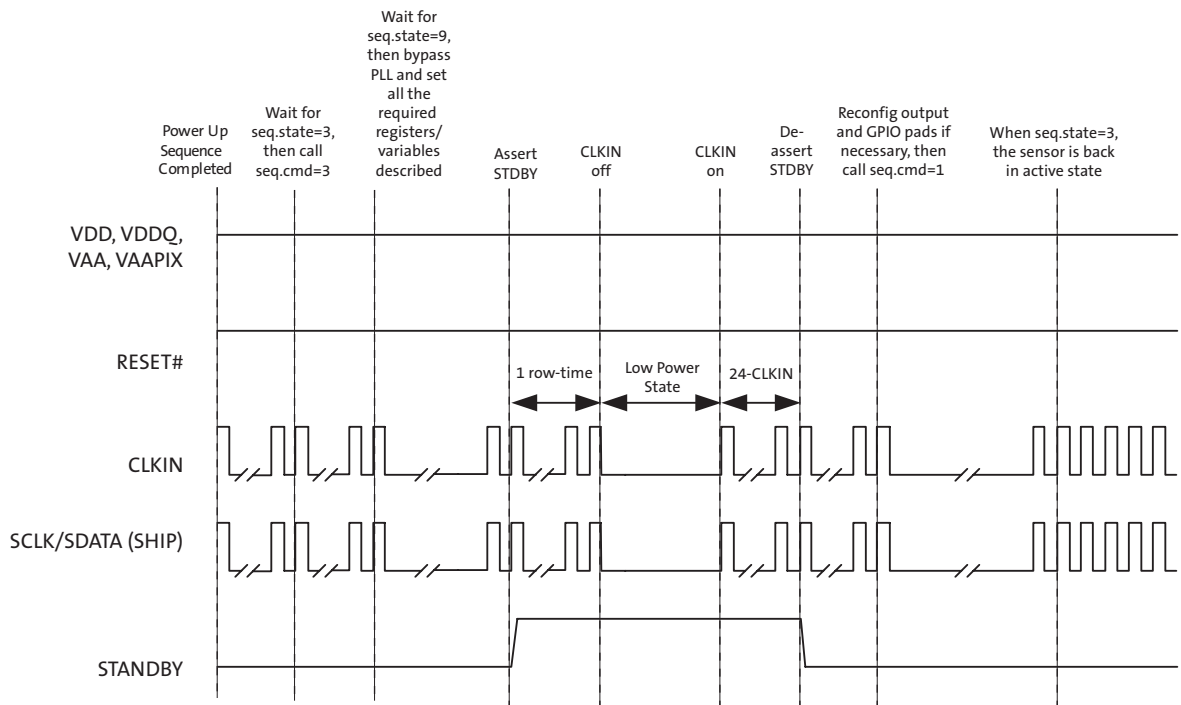 Power Up
Sequence
Completed
Wait for
seq.state=3,
then call
seq.cmd=3
Wait for
seq.state=9,
then bypass
PLL and set
all the
required
registers/
variables
described
Assert
STDBY
CLKIN
off
CLKIN
on
De-
assert
STDBY
Reconfig output
and GPIO pads if
necessary, then
call seq.cmd=1
When seq.state=3,
the sensor is back
in active state
VDD, VDDQ,
VAA, VAAPIX
RESET#
1 row-time
Low Power
State
24-CLKIN
CLKIN
SCLK/SDATA (SHIP)
STANDBY